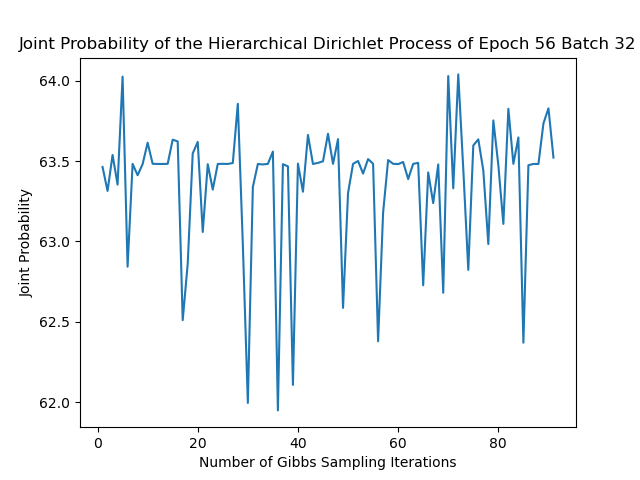 Joint Probability of the Hierarchical Dirichlet Process of Epoch 56 Batch 32
64.0
63.5
63.0
62.5
62.0
Joint Probability
0 20 40 60 80
Number of Gibbs Sampling Iterations